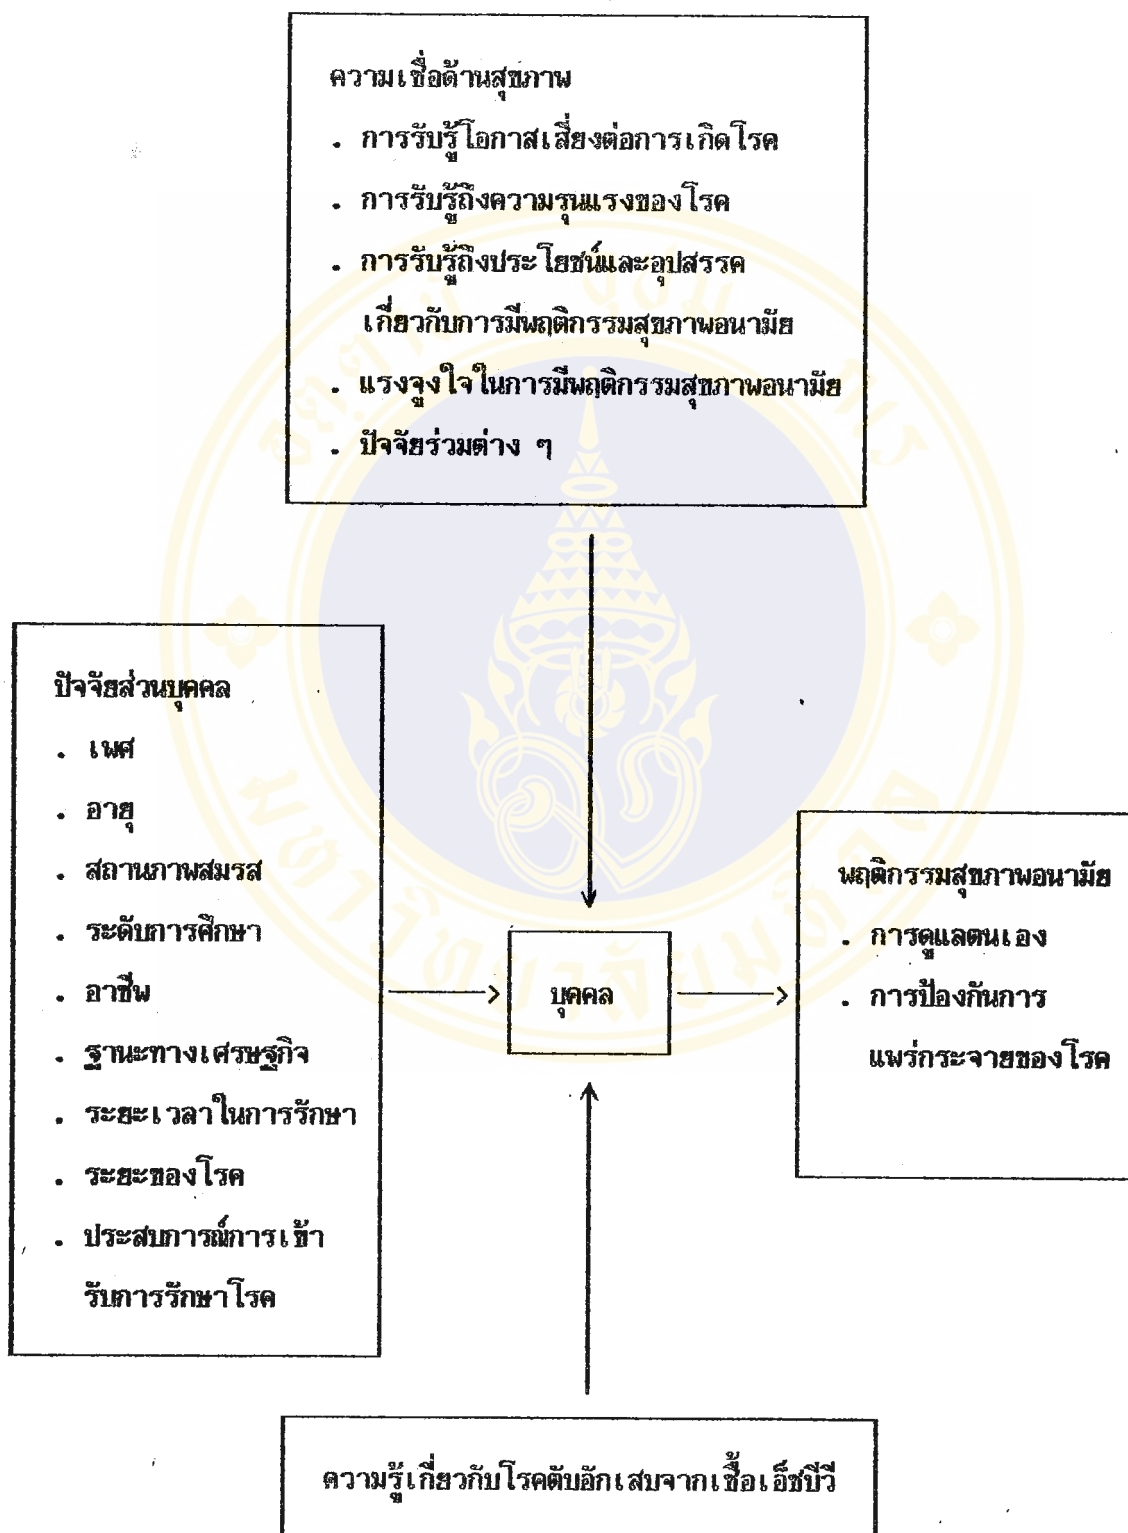 ความเชื่อด้านสุขภาพ
. การรับรู้โอกาสเสี่ยงต่อการเกิดโรค
. การรับรู้ถึงความรุนแรงของโรค
. การรับรู้ถึงประโยชน์และอุปสรรค
เกี่ยวกับการมีพฤติกรรมสุขภาพอนามัย
. แรงจูงใจในการมีพฤติกรรมสุขภาพอนามัย
. ปัจจัยร่วมต่าง ๆ
ปัจจัยส่วนบุคคล
. เพศ
. อายุ
. สถานภาพสมรส
. ระดับการศึกษา
. อาชีพ
. ฐานะทางเศรษฐกิจ
. ระยะเวลาในการรักษา
. ระยะของโรค
. ประสบการณ์การเข้า
รับการรักษาโรค
บุคคล
พฤติกรรมสุขภาพอนามัย
. การดูแลตนเอง
. การป้องกันการ
แพร่กระจายของโรค
ความรู้เกี่ยวกับโรคตับอักเสบจากเชื้อเอ็ชบีวี
มหาวิทยาลัยมหิดล